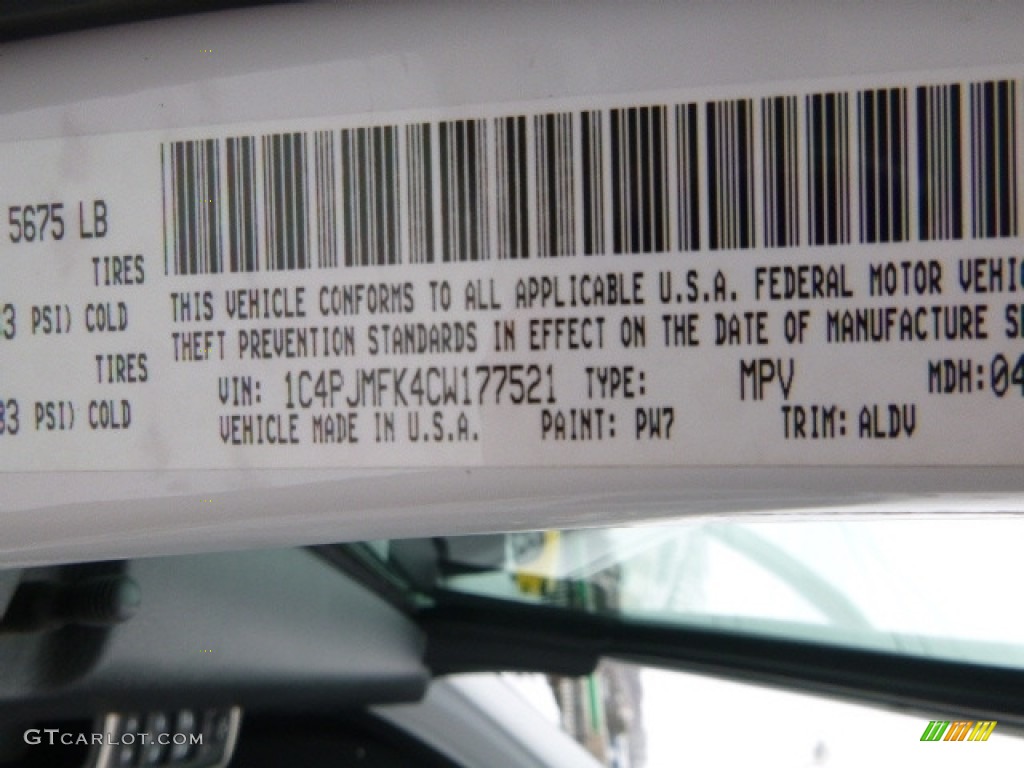 5675 LB
TIRES
3 PSI) COLD
TIRES
83 PSI) COLD
THIS VEHICLE CONFORMS TO ALL APPLICABLE U.S.A. FEDERAL MOTOR VEHIC
THEFT PREVENTION STANDARDS IN EFFECT ON THE DATE OF MANUFACTURE S
VIN: 1C4PJMFK4CW177521 TYPE: MPV MDH:04
VEHICLE MADE IN U.S.A. PAINT: PW7 TRIM: ALDV
GTCARLOT.COM